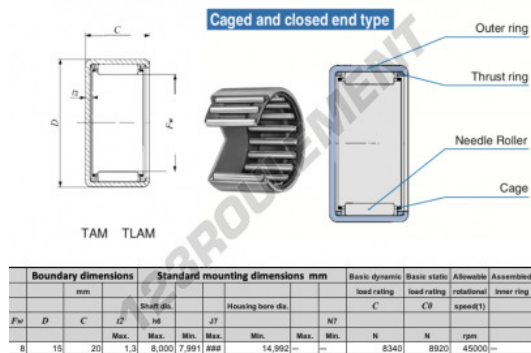 Caged and closed end type
C
Outer ring
Thrust ring
t2
D
Fw
Needle Roller
Cage
TAM TLAM
123ROULEMENT
Boundary dimensions Standard mounting dimensions mm Basic dynamic Basic static Allowable Assembled
mm load rating load rating rotational inner ring
Shaft dia. Housing bore dia. C C0 speed(1)
Fw D C t2 h6 J7 N7
Max. Max. Min. Max. Min. Max. Min. N N rpm
8 15 20 1,3 8,000 7,991 ### 14,992 — — 8340 8920 45000 —